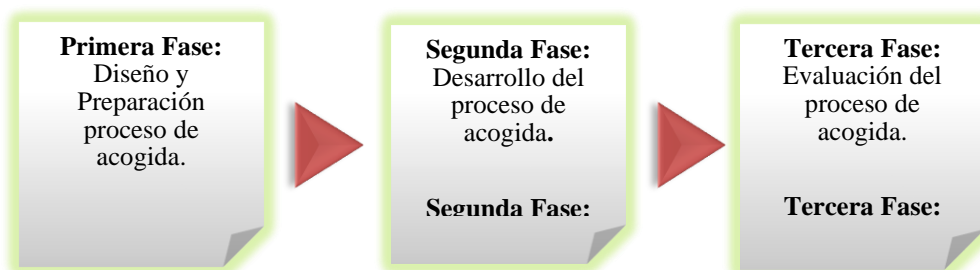 Primera Fase:
Diseño y
Preparación
proceso de
acogida.
Segunda Fase:
Desarrollo del
proceso de
acogida.
Segunda Fase:
Tercera Fase:
Evaluación del
proceso de
acogida.
Tercera Fase: